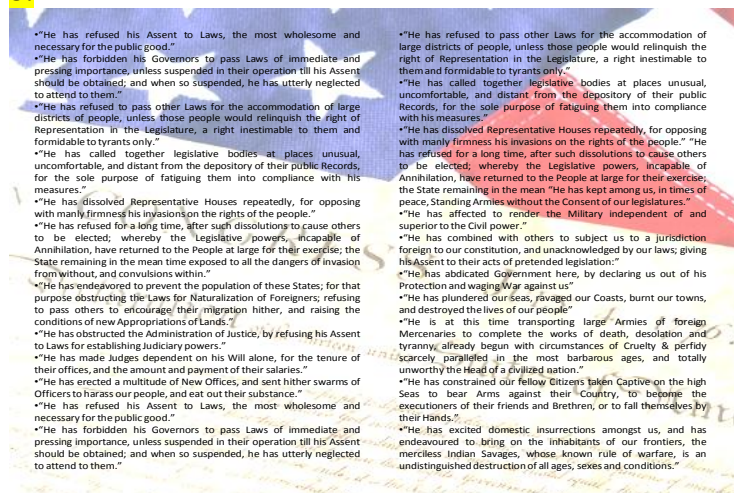 •“He has refused his Assent to Laws, the most wholesome and
necessary for the public good.”
•“He has forbidden his Governors to pass Laws of immediate and
pressing importance, unless suspended in their operation till his Assent
should be obtained; and when so suspended, he has utterly neglected
to attend to them.”
•“He has refused to pass other Laws for the accommodation of large
districts of people, unless those people would relinquish the right of
Representation in the Legislature, a right inestimable to them and
formidable to tyrants only.”
•“He has called together legislative bodies at places unusual,
uncomfortable, and distant from the depository of their public Records,
for the sole purpose of fatiguing them into compliance with his
measures.”
•“He has dissolved Representative Houses repeatedly, for opposing
with manly firmness his invasions on the rights of the people.”
•“He has refused for a long time, after such dissolutions to cause others
to be elected; whereby the Legislative powers, incapable of
Annihilation, have returned to the People at large for their exercise; the
State remaining in the mean time exposed to all the dangers of invasion
from without, and convulsions within.”
•“He has endeavored to prevent the population of these States; for that
purpose obstructing the Laws for Naturalization of Foreigners; refusing
to pass others to encourage their migration hither, and raising the
conditions of new Appropriations of Lands.”
•“He has obstructed the Administration of Justice, by refusing his Assent
to Laws for establishing Judiciary powers.”
•“He has made Judges dependent on his Will alone, for the tenure of
their offices, and the amount and payment of their salaries.”
•“He has erected a multitude of New Offices, and sent hither swarms of
Officers to harass our people, and eat out their substance.”
•“He has refused his Assent to Laws, the most wholesome and
necessary for the public good.”
•“He has forbidden his Governors to pass Laws of immediate and
pressing importance, unless suspended in their operation till his Assent
should be obtained; and when so suspended, he has utterly neglected
to attend to them.”
•“He has refused to pass other Laws for the accommodation of
large districts of people, unless those people would relinquish the
right of Representation in the Legislature, a right inestimable to
them and formidable to tyrants only.”
•“He has called together legislative bodies at places unusual,
uncomfortable, and distant from the depository of their public
Records, for the sole purpose of fatiguing them into compliance
with his measures.”
•“He has dissolved Representative Houses repeatedly, for opposing
with manly firmness his invasions on the rights of the people.” “He
has refused for a long time, after such dissolutions to cause others
to be elected; whereby the Legislative powers, incapable of
Annihilation, have returned to the People at large for their exercise;
the State remaining in the mean “He has kept among us, in times of
peace, Standing Armies without the Consent of our legislatures.”
•“He has affected to render the Military independent of and
superior to the Civil power.”
•“He has combined with others to subject us to a jurisdiction
foreign to our constitution, and unacknowledged by our laws; giving
his Assent to their acts of pretended legislation:”
•“He has abdicated Government here, by declaring us out of his
Protection and waging War against us”
•“He has plundered our seas, ravaged our Coasts, burnt our towns,
and destroyed the lives of our people”
•“He is at this time transporting large Armies of foreign
Mercenaries to complete the works of death, desolation and
tyranny, already begun with circumstances of Cruelty & perfidy
scarcely paralleled in the most barbarous ages, and totally
unworthy the Head of a civilized nation.”
•“He has constrained our fellow Citizens taken Captive on the high
Seas to bear Arms against their Country, to become the
executioners of their friends and Brethren, or to fall themselves by
their Hands.”
•“He has excited domestic insurrections amongst us, and has
endeavoured to bring on the inhabitants of our frontiers, the
merciless Indian Savages, whose known rule of warfare, is an
undistinguished destruction of all ages, sexes and conditions.”
CONGRESS